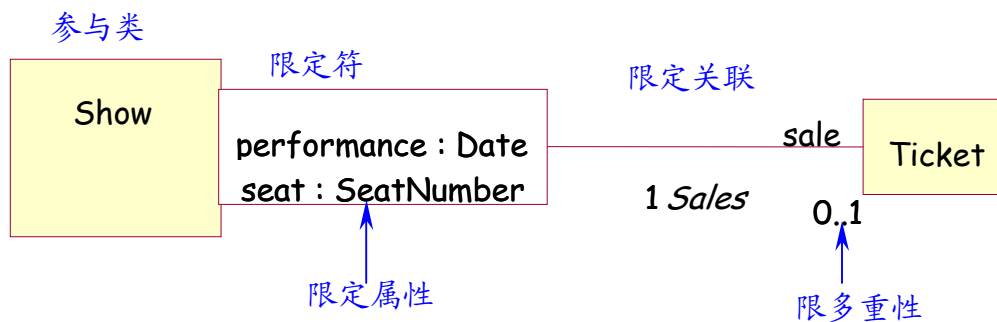 参与类
限定符
限定关联
Show
performance : Date
seat : SeatNumber
sale
Ticket
1 Sales
0..1
限定属性
限多重性